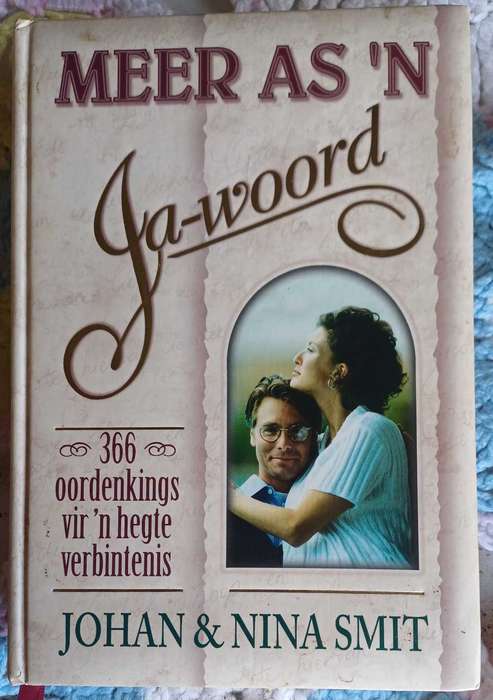 MEER AS 'N
Ja-woord
366
oordenkings
vir 'n hegte
verbintenis
JOHAN & NINA SMIT